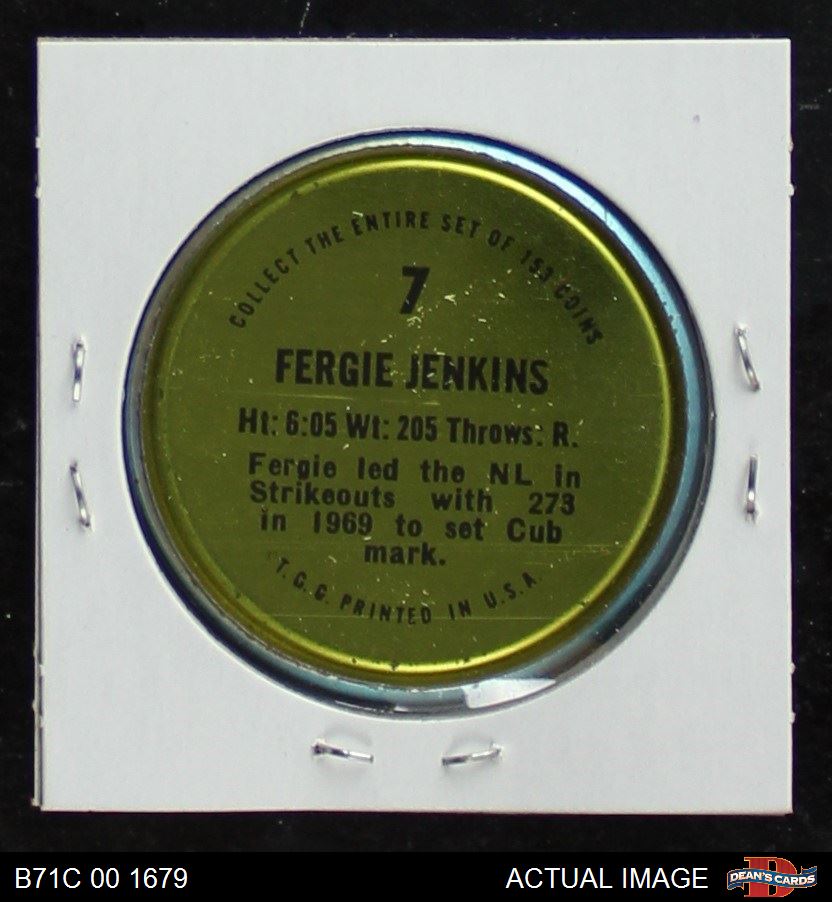 COLLECT THE ENTIRE SET OF 153 COINS
7
FERGIE JENKINS
Ht: 6:05 Wt: 205 Throws: R.
Fergie led the NL in
Strikeouts with 273
in 1969 to set Cub
mark.
T.C.G. PRINTED IN U.S.A.
B71C 00 1679
ACTUAL IMAGE
D
DEAN'S CARDS